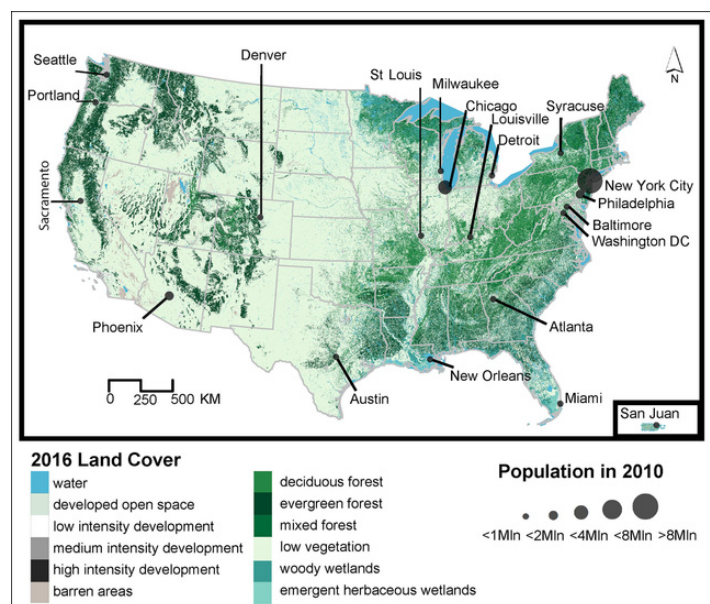 Seattle
Denver
St Louis
Milwaukee
N
Portland
Chicago
Louisville
Syracuse
Detroit
Sacramento
New York City
Philadelphia
Baltimore
Washington DC
Phoenix
Atlanta
0 250 500 KM
Austin
New Orleans
Miami
San Juan
2016 Land Cover
water
developed open space
low intensity development
medium intensity development
high intensity development
barren areas
deciduous forest
evergreen forest
mixed forest
low vegetation
woody wetlands
emergent herbaceous wetlands
Population in 2010
<1Mln <2Mln <4Mln <8Mln >8Mln